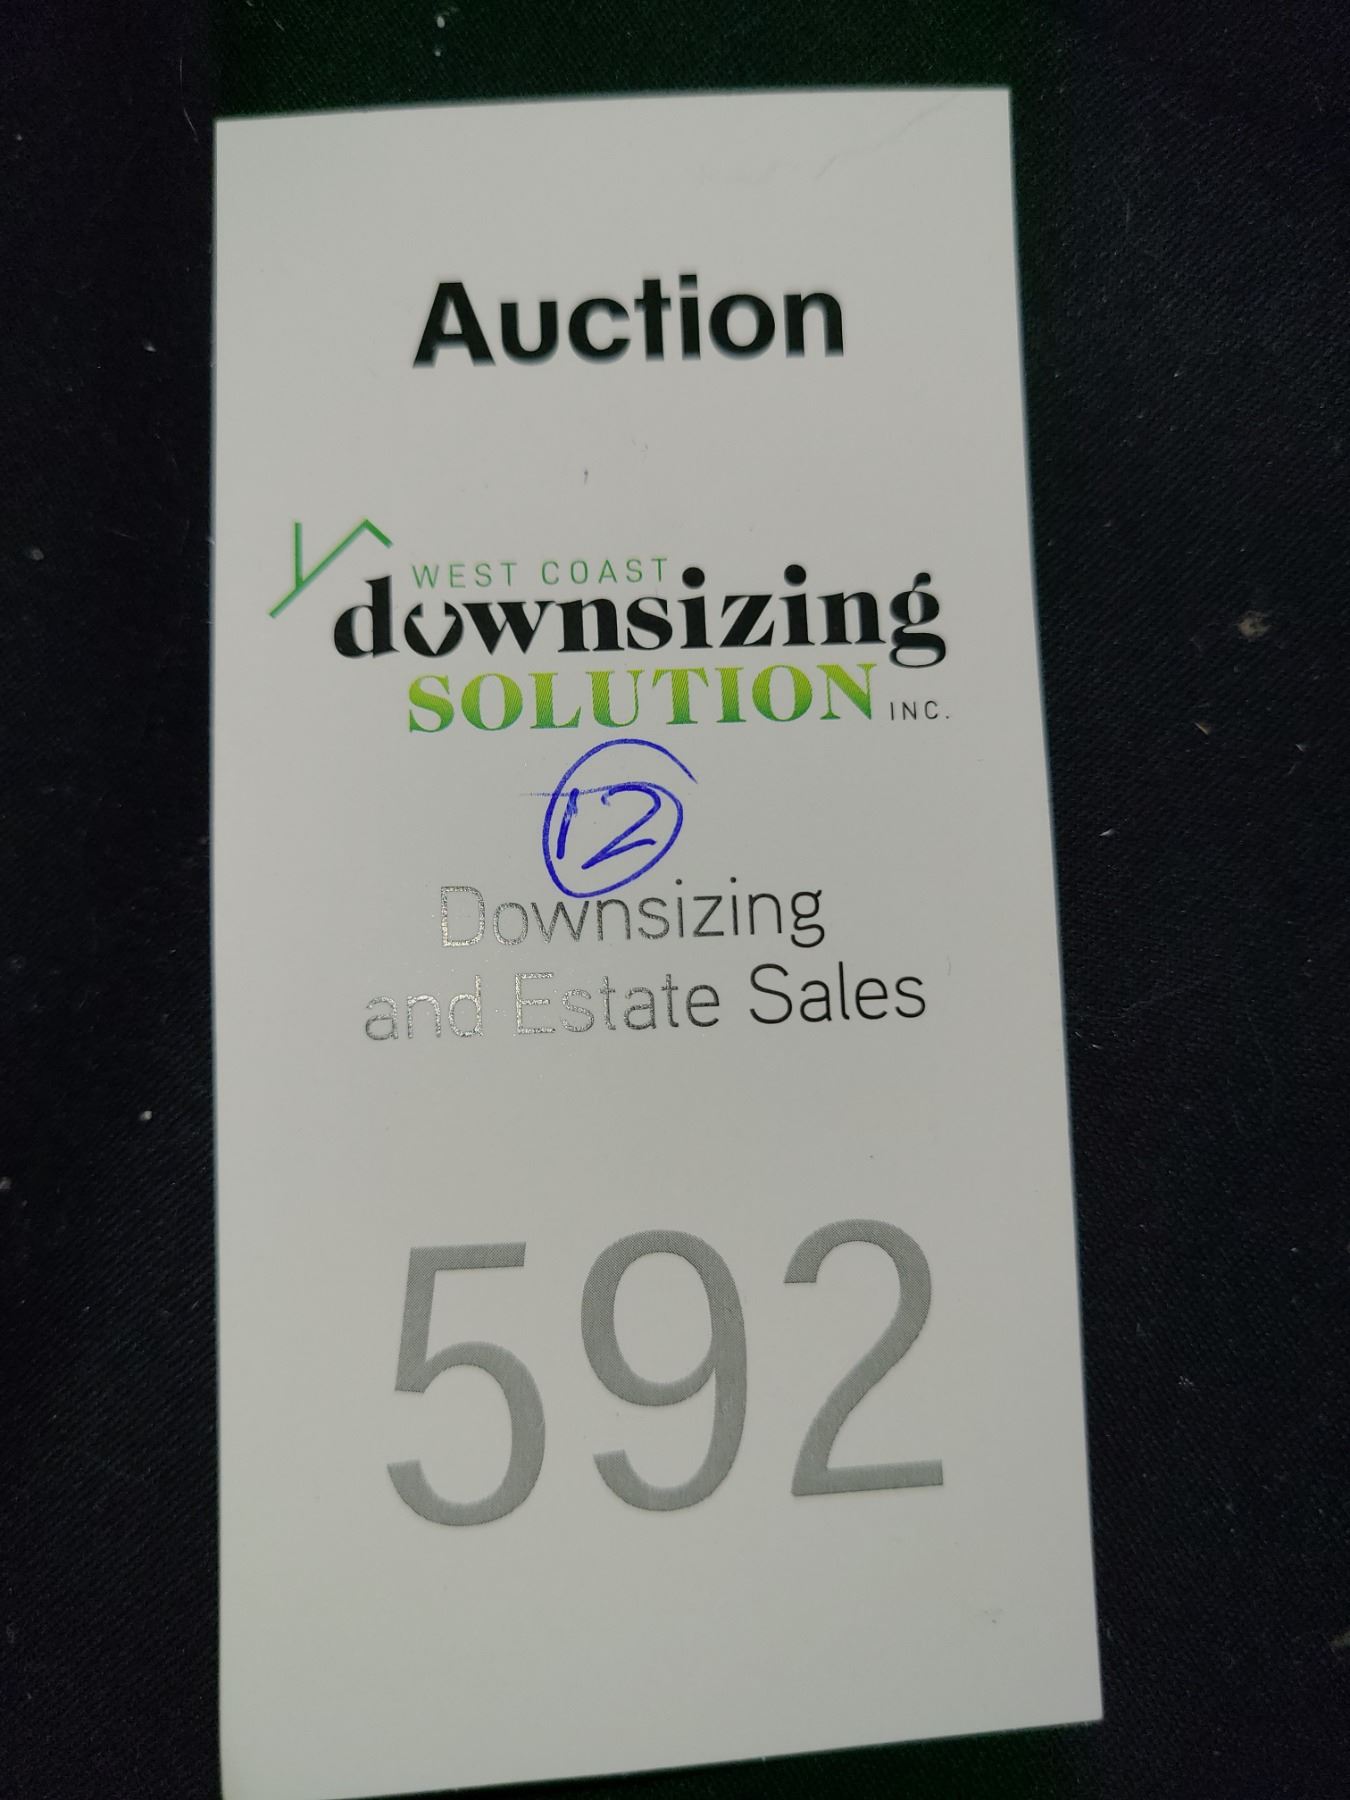 Auction
WEST COAST
downsizing
SOLUTION INC.
12
Downsizing
and Estate Sales
592